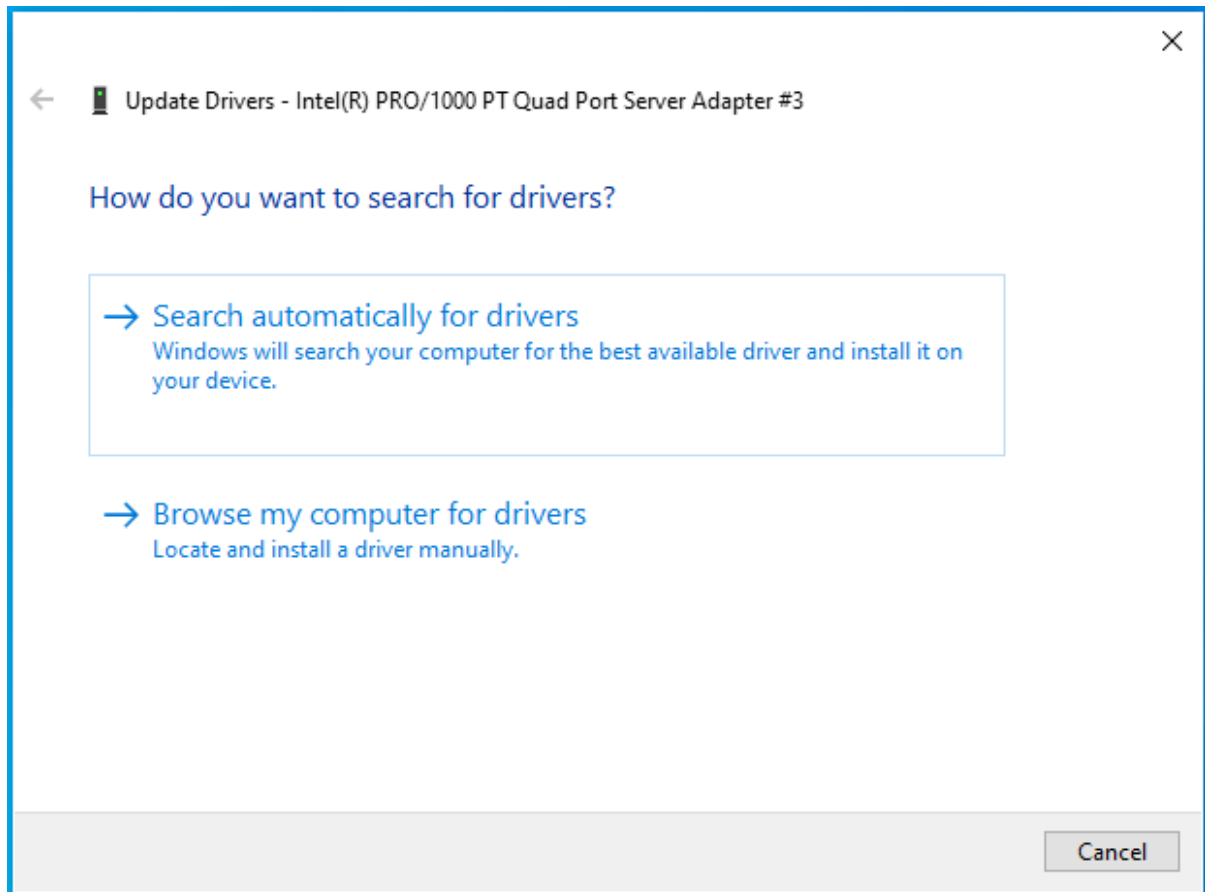 Update Drivers - Intel(R) PRO/1000 PT Quad Port Server Adapter #3
How do you want to search for drivers?
Search automatically for drivers
Windows will search your computer for the best available driver and install it on
your device.
Browse my computer for drivers
Locate and install a driver manually.
Cancel